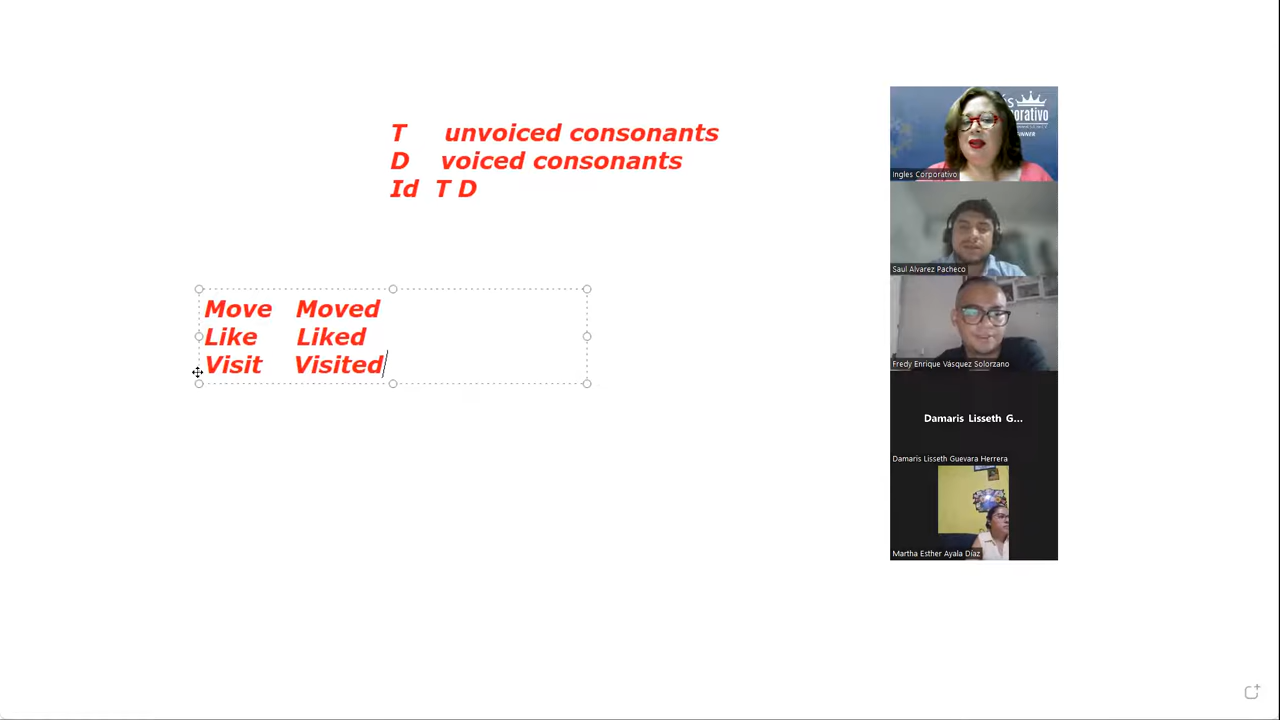 T unvoiced consonants
D voiced consonants
Id T D
Move Moved
Like Liked
Visit Visited
orativo
Ingles Corporativo
Saul Alvarez Pacheco
Fredy Enrique Vásquez Solorzano
Damaris Lisseth G...
Damaris Lisseth Guevara Herrera
Martha Esther Ayala Díaz